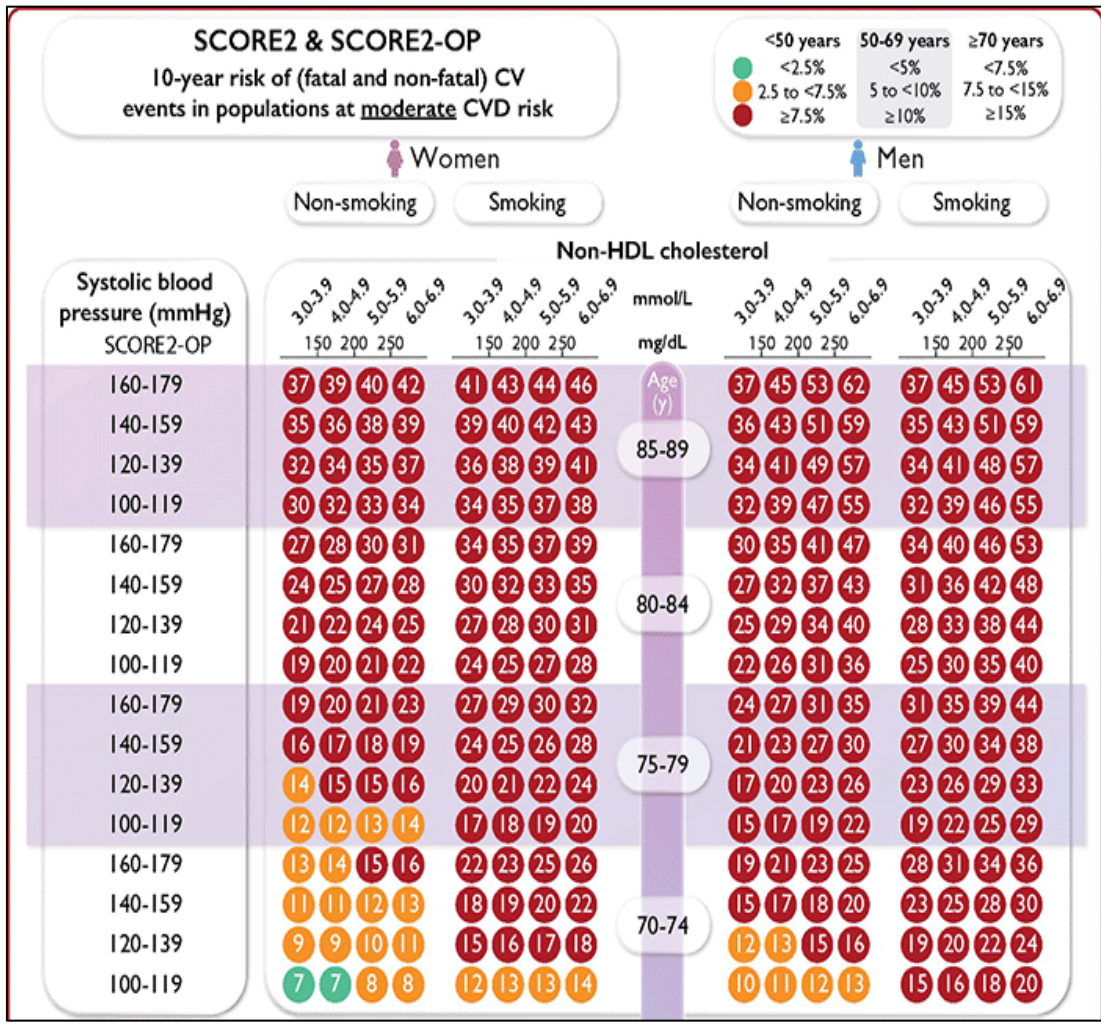 SCORE2 & SCORE2-OP
10-year risk of (fatal and non-fatal) CV
events in populations at moderate CVD risk
<50 years 50-69 years ≥70 years
<2.5% <5% <7.5%
2.5 to <7.5% 5 to <10% 7.5 to <15%
≥7.5% ≥10% ≥15%
Women Men
Non-smoking Smoking Non-smoking Smoking
Non-HDL cholesterol
Systolic blood
pressure (mmHg)
SCORE2-OP
3.0-3.9 4.0-4.9 5.0-5.9 6.0-6.9 3.0-3.9 4.0-4.9 5.0-5.9 6.0-6.9 mmol/L 3.0-3.9 4.0-4.9 5.0-5.9 6.0-6.9 3.0-3.9 4.0-4.9 5.0-5.9 6.0-6.9
150 200 250 150 200 250 mg/dL 150 200 250 150 200 250
Age
(y)
160-179 37 39 40 42 41 43 44 46 37 45 53 62 37 45 53 61
140-159 35 36 38 39 39 40 42 43 36 43 51 59 35 43 51 59
85-89
120-139 32 34 35 37 36 38 39 41 34 41 49 57 34 41 48 57
100-119 30 32 33 34 34 35 37 38 32 39 47 55 32 39 46 55
160-179 27 28 30 31 34 35 37 39 30 35 41 47 34 40 46 53
140-159 24 25 27 28 30 32 33 35 27 32 37 43 31 36 42 48
80-84
120-139 21 22 24 25 27 28 30 31 25 29 34 40 28 33 38 44
100-119 19 20 21 22 24 25 27 28 22 26 31 36 25 30 35 40
160-179 19 20 21 23 27 29 30 32 24 27 31 35 31 35 39 44
140-159 16 17 18 19 24 25 26 28 21 23 27 30 27 30 34 38
75-79
120-139 14 15 15 16 20 21 22 24 17 20 23 26 23 26 29 33
100-119 12 12 13 14 17 18 19 20 15 17 19 22 19 22 25 29
160-179 13 14 15 16 22 23 25 26 19 21 23 25 28 31 34 36
140-159 11 11 12 13 18 19 20 22 15 17 18 20 23 25 28 30
70-74
120-139 9 9 10 11 15 16 17 18 12 13 15 16 19 20 22 24
100-119 7 7 8 8 12 13 13 14 10 11 12 13 15 16 18 20